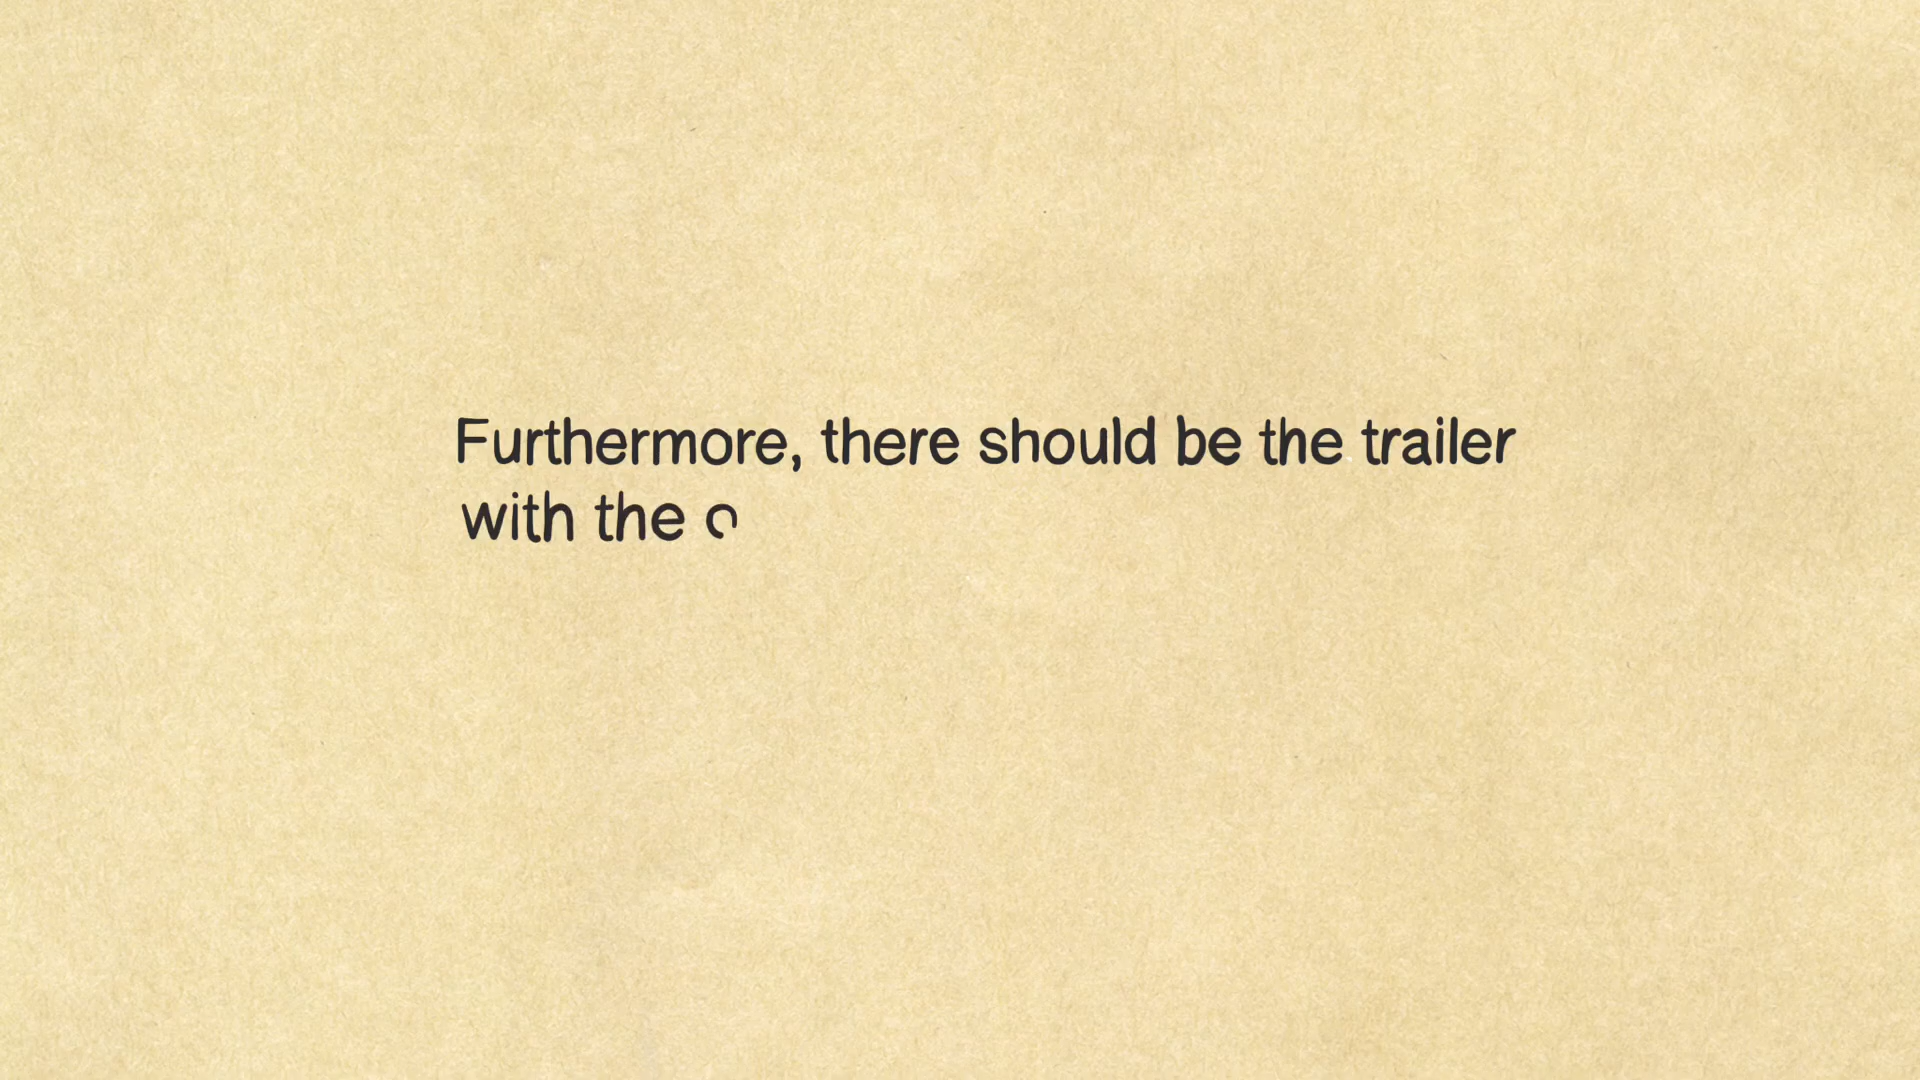 Furthermore, there should be the trailer
with the